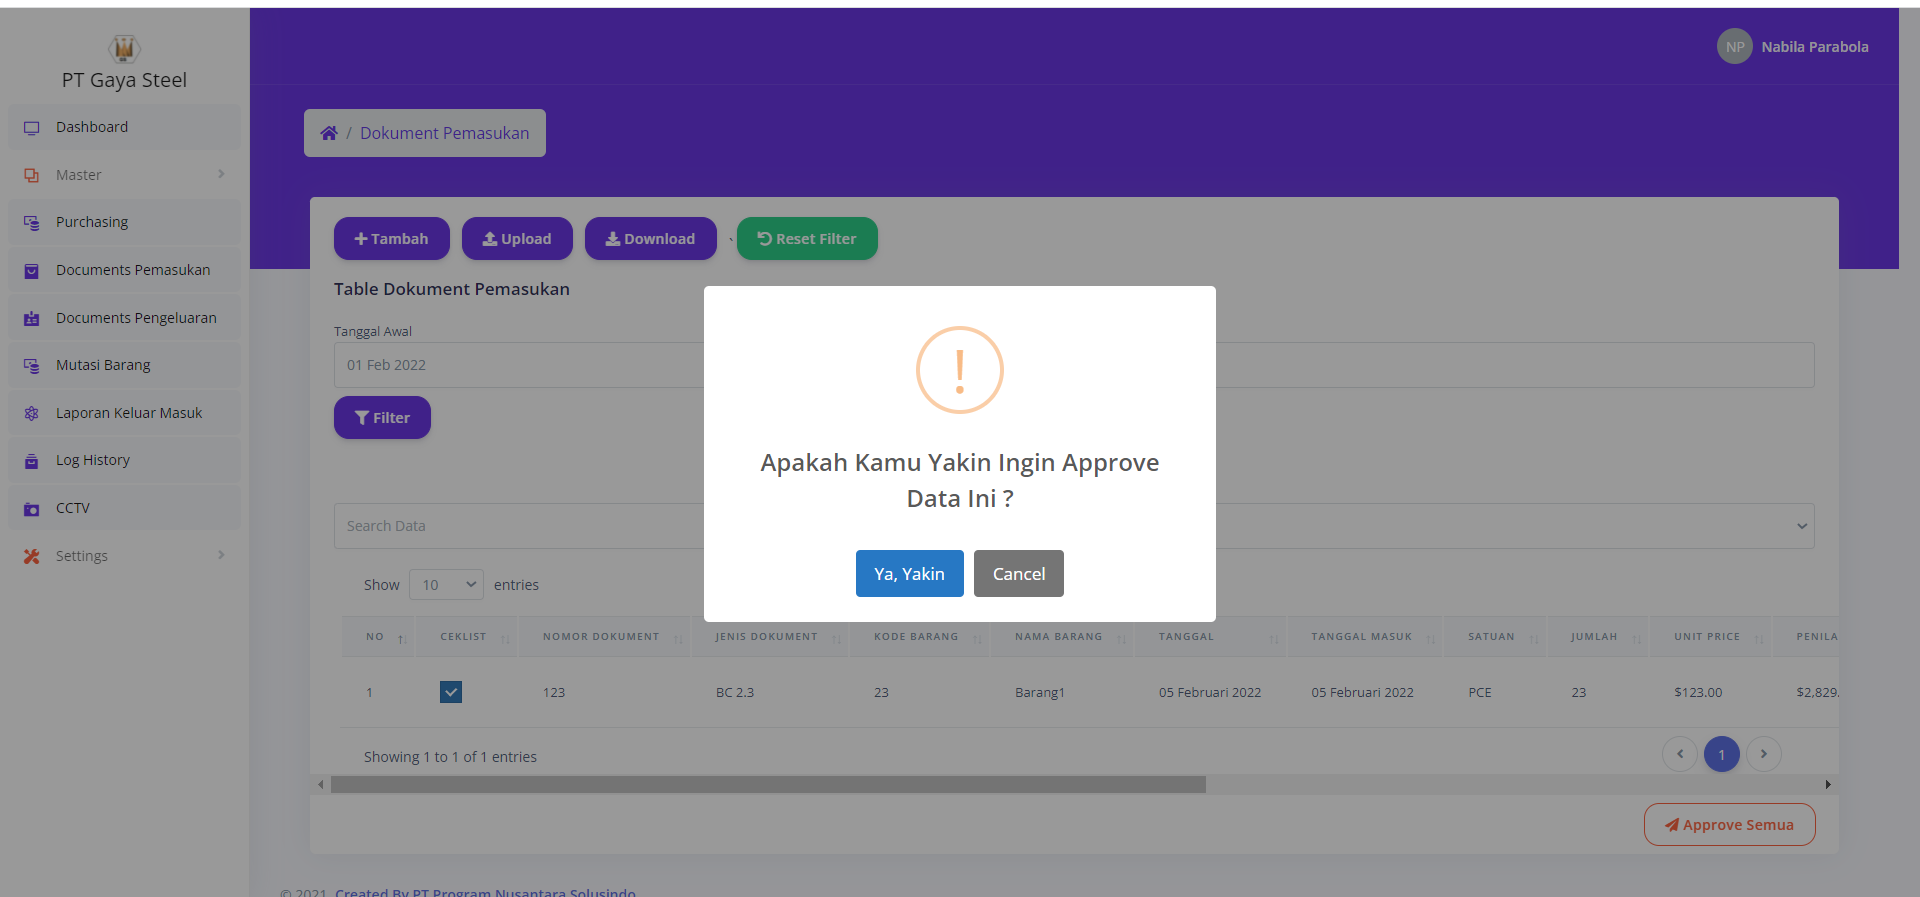 NP Nabila Parabola
PT Gaya Steel
Dashboard
Master
Purchasing
Documents Pemasukan
Documents Pengeluaran
Mutasi Barang
Laporan Keluar Masuk
Log History
CCTV
Settings
/ Dokument Pemasukan
Tambah Upload Download ` Reset Filter
Table Dokument Pemasukan
Tanggal Awal
01 Feb 2022
Filter
!
Apakah Kamu Yakin Ingin Approve
Data Ini ?
Ya, Yakin Cancel
Search Data
Show 10 entries
NO CEKLIST NOMOR DOKUMENT JENIS DOKUMENT KODE BARANG NAMA BARANG TANGGAL TANGGAL MASUK SATUAN JUMLAH UNIT PRICE PENILA
1 123 BC 2.3 23 Barang1 05 Februari 2022 05 Februari 2022 PCE 23 $123.00 $2,829.
Showing 1 to 1 of 1 entries
1
Approve Semua
© 2021 Created By PT Program Nusantara Solusindo